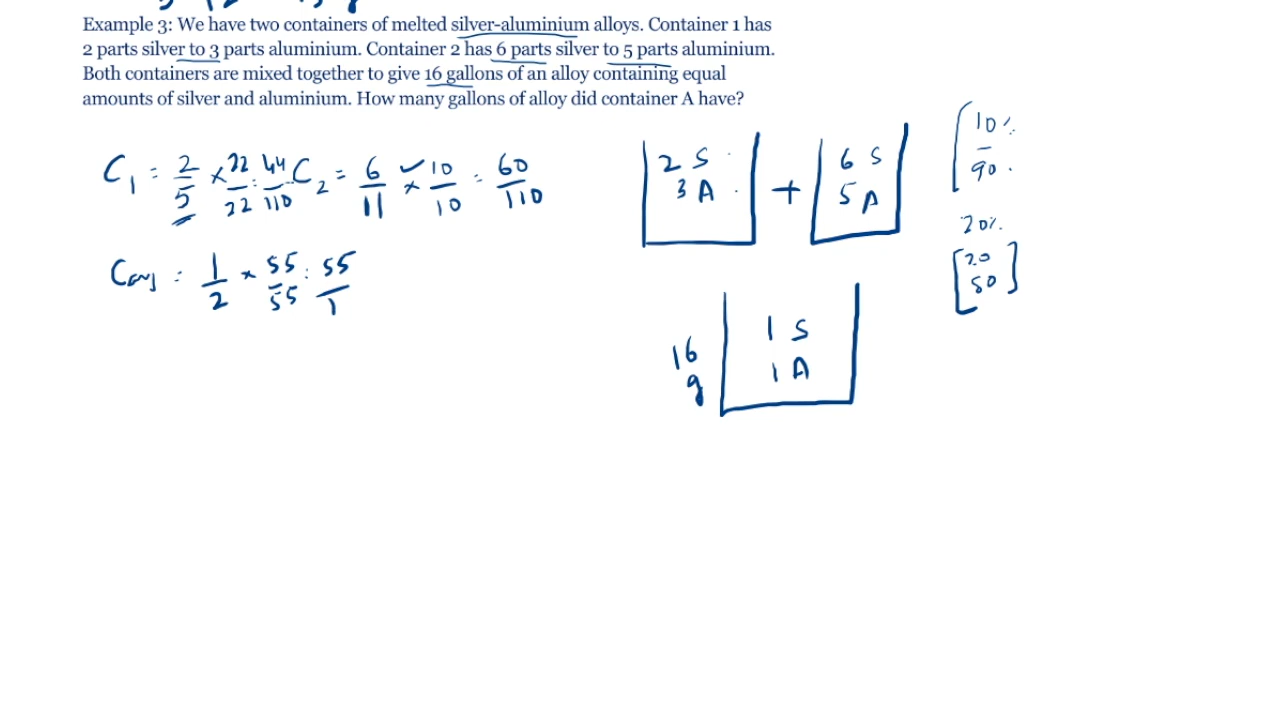 Example 3: We have two containers of melted silver-aluminium alloys. Container 1 has
2 parts silver to 3 parts aluminium. Container 2 has 6 parts silver to 5 parts aluminium.
Both containers are mixed together to give 16 gallons of an alloy containing equal
amounts of silver and aluminium. How many gallons of alloy did container A have?
C₁ = 2/5 × 22/22 = 44/110
C₂ = 6/11 × 10/10 = 60/110
Cavg = 1/2 × 55/55 = 55/1
2 S
3 A
+
6 S
5 A
16
g
1 S
1 A
10%
90
20%
20
50